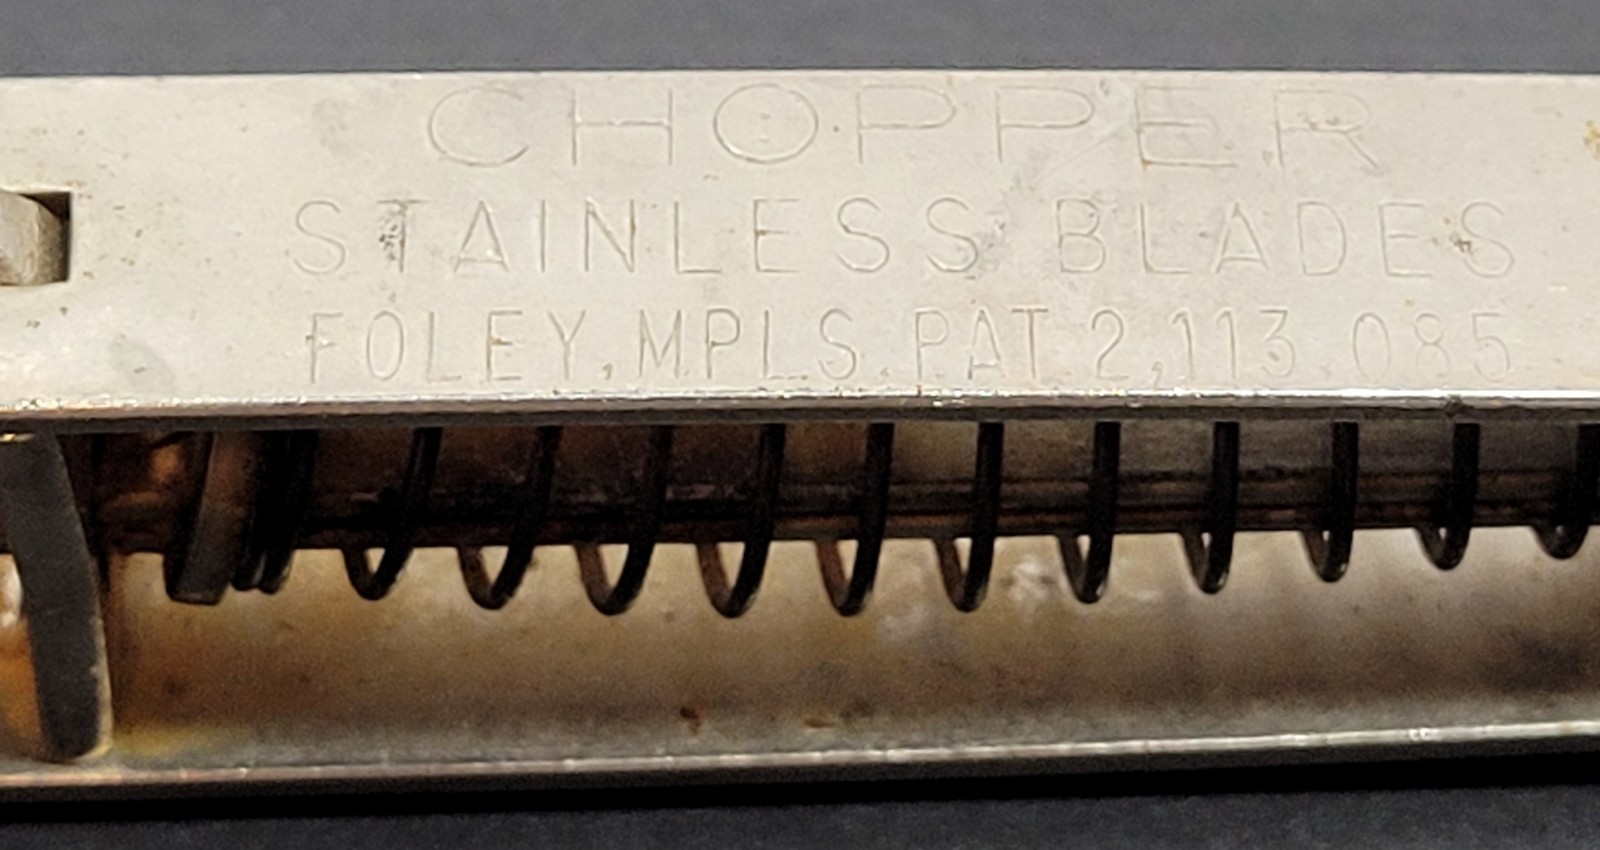 CHOPPER
STAINLESS BLADES
FOLEY, MPLS. PAT 2,113,085